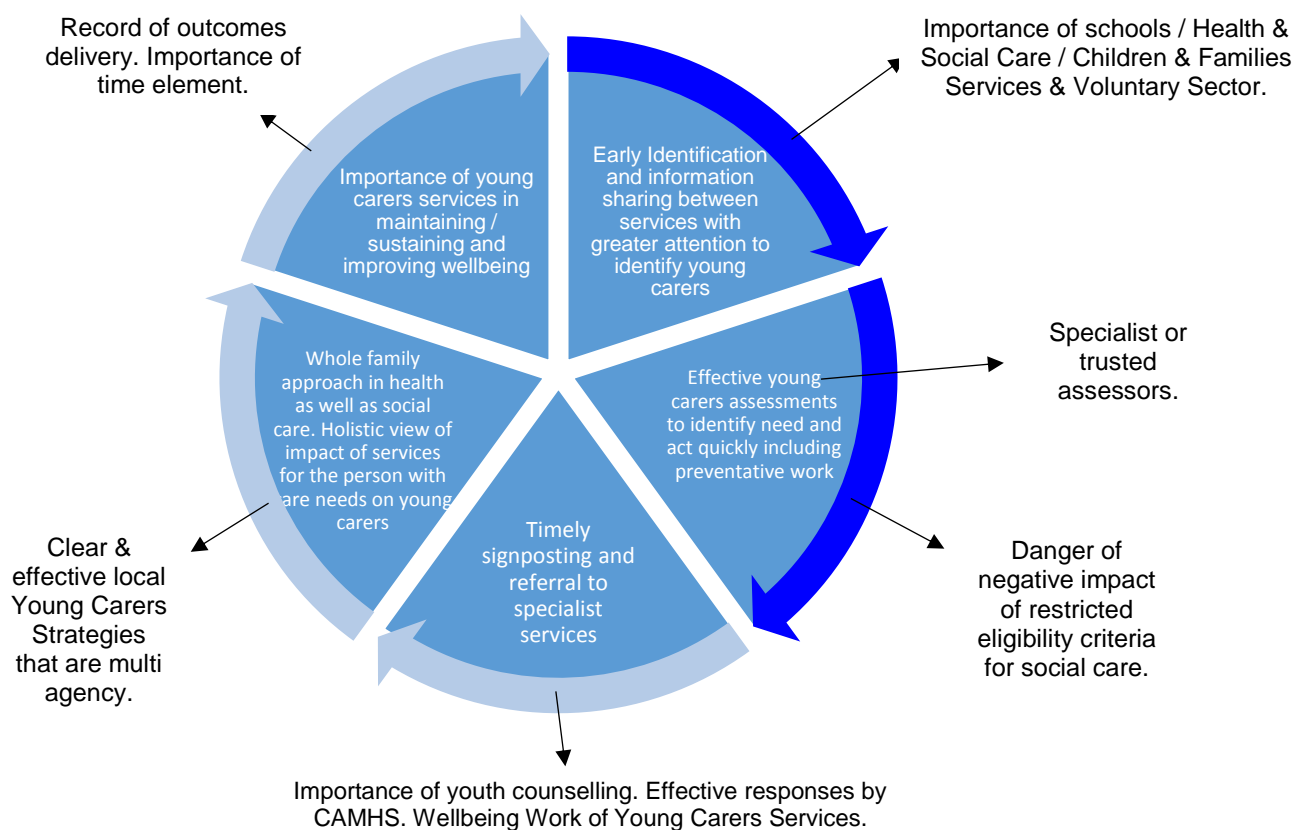 Record of outcomes
delivery. Importance of
time element.
Importance of schools / Health &
Social Care / Children & Families
Services & Voluntary Sector.
Importance of young
carers services in
maintaining /
sustaining and
improving wellbeing
Early Identification
and information
sharing between
services with
greater attention to
identify young
carers
Specialist or
trusted
assessors.
Whole family
approach in health
as well as social
care. Holistic view of
impact of services
for the person with
are needs on young
carers
Effective young
carers assessments
to identify need and
act quickly including
preventative work
Timely
signposting and
referral to
specialist
services
Clear &
effective local
Young Carers
Strategies
that are multi
agency.
Danger of
negative impact
of restricted
eligibility criteria
for social care.
Importance of youth counselling. Effective responses by
CAMHS. Wellbeing Work of Young Carers Services.